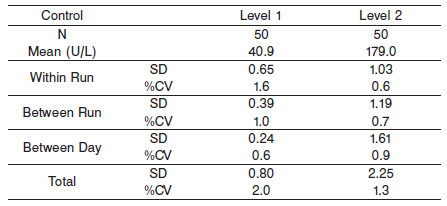 Control Level 1 Level 2
N 50 50
Mean (U/L) 40.9 179.0
Within Run SD 0.65 1.03
%CV 1.6 0.6
Between Run SD 0.39 1.19
%CV 1.0 0.7
Between Day SD 0.24 1.61
%CV 0.6 0.9
Total SD 0.80 2.25
%CV 2.0 1.3